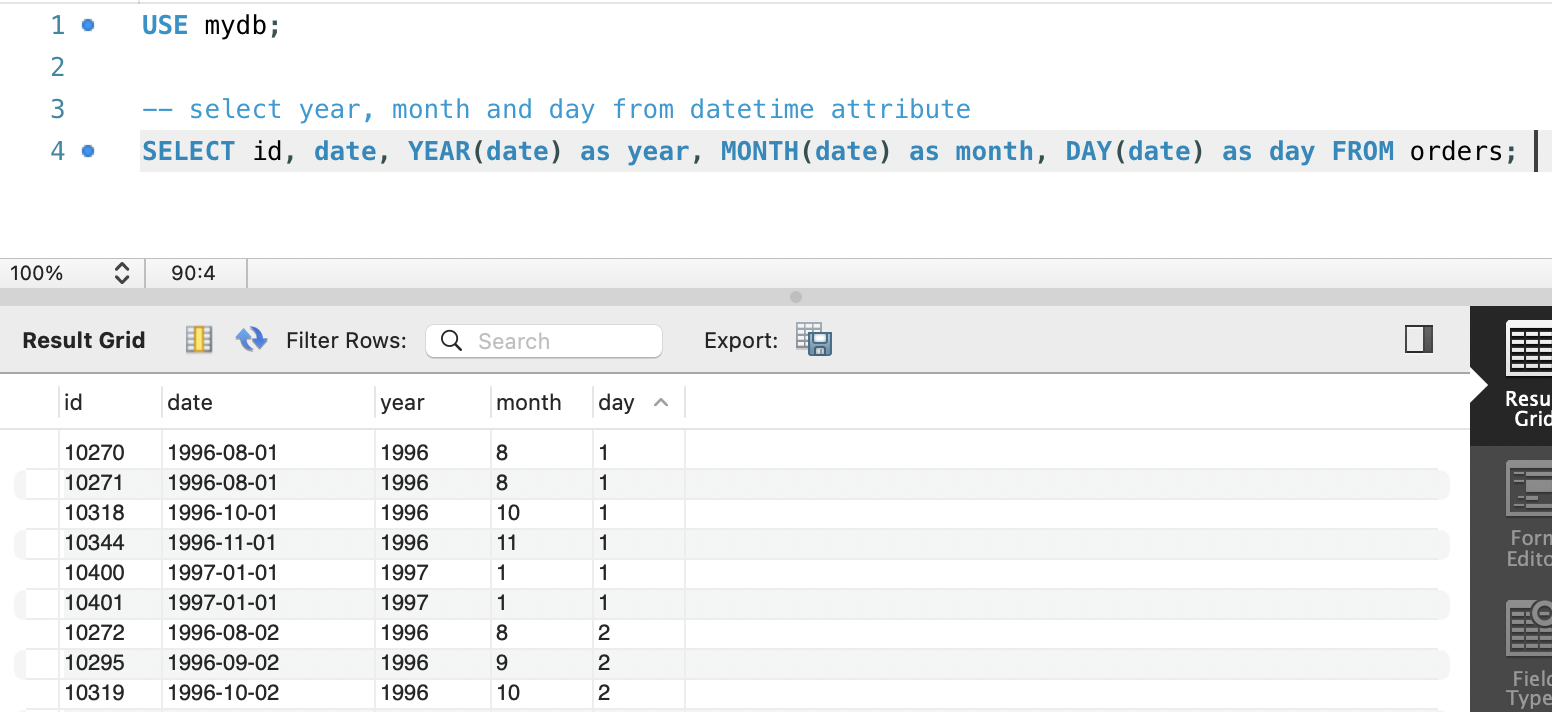 1 USE mydb;
2
3 -- select year, month and day from datetime attribute
4 SELECT id, date, YEAR(date) as year, MONTH(date) as month, DAY(date) as day FROM orders;
100% 90:4
Result Grid Filter Rows: Search Export:
id date year month day
10270 1996-08-01 1996 8 1
10271 1996-08-01 1996 8 1
10318 1996-10-01 1996 10 1
10344 1996-11-01 1996 11 1
10400 1997-01-01 1997 1 1
10401 1997-01-01 1997 1 1
10272 1996-08-02 1996 8 2
10295 1996-09-02 1996 9 2
10319 1996-10-02 1996 10 2
Resu
Grid
Form
Edito
Field
Type